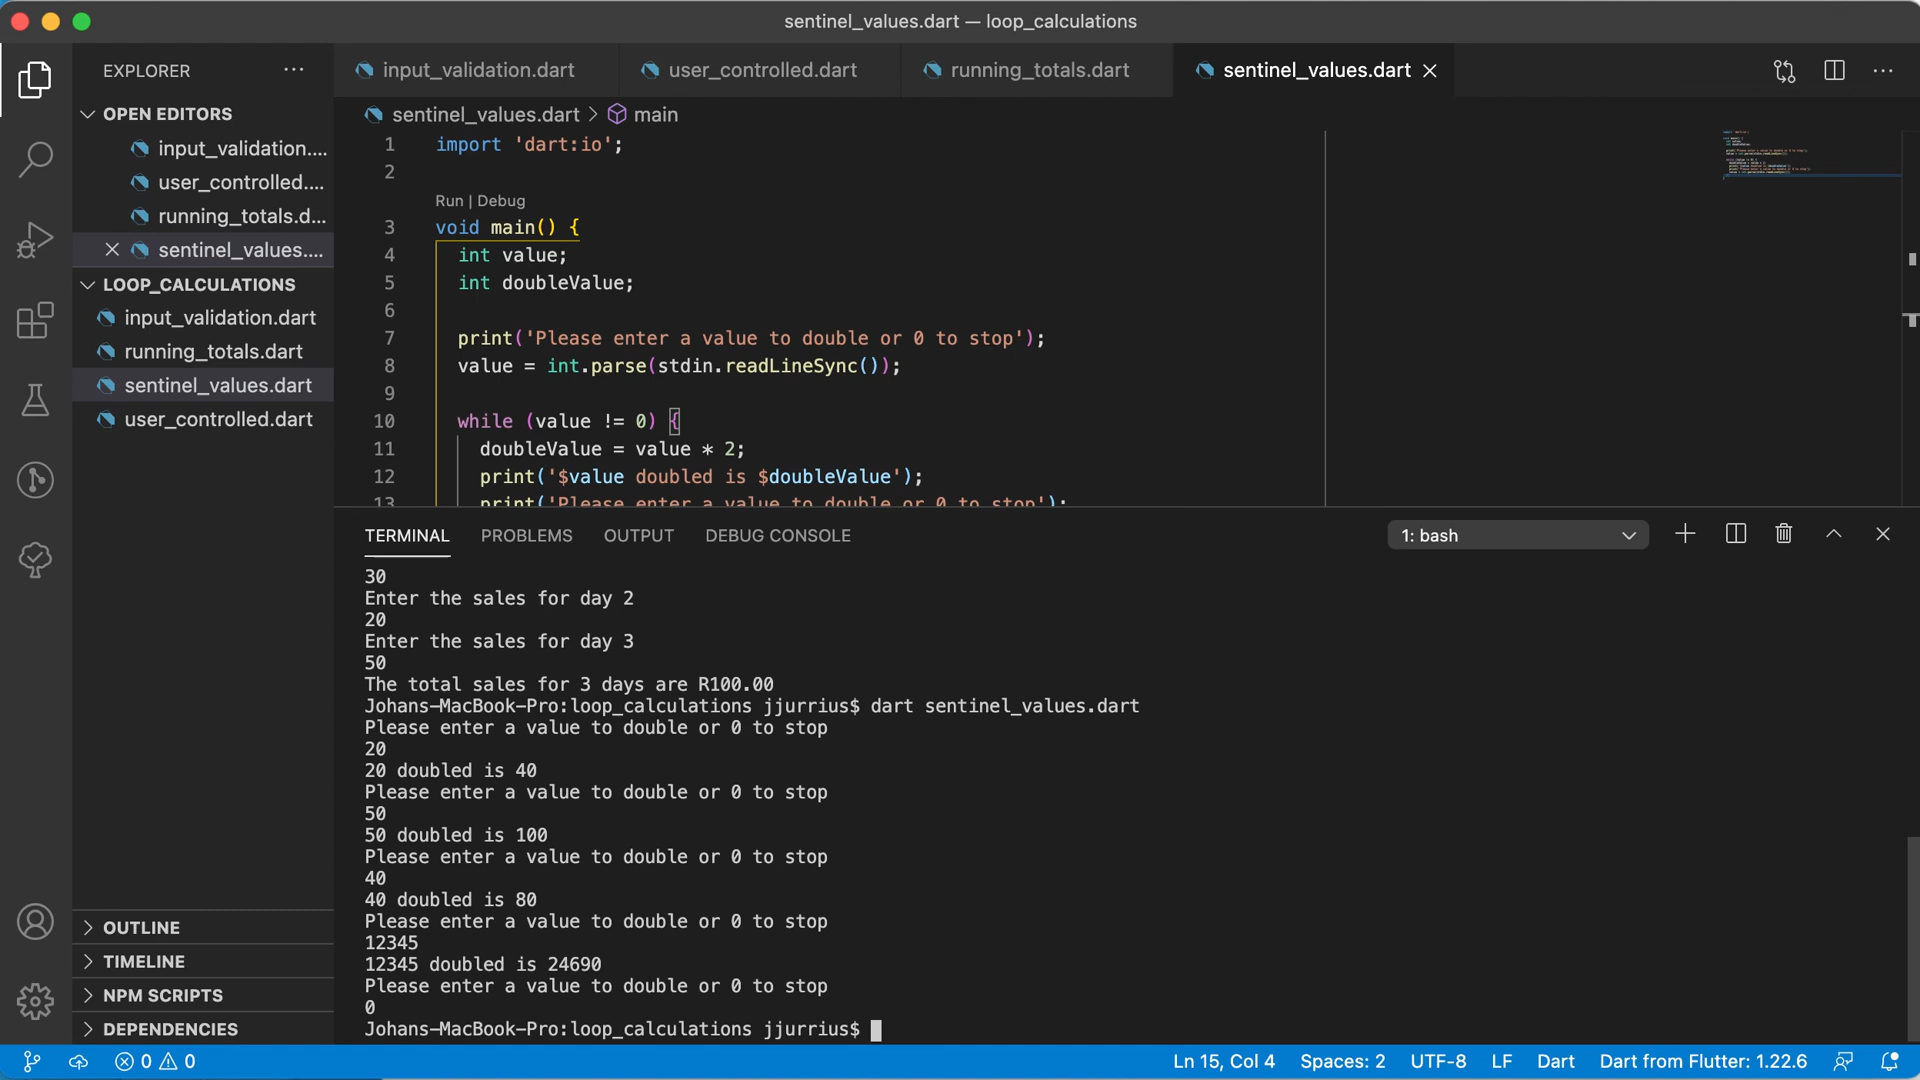 sentinel_values.dart — loop_calculations
EXPLORER
OPEN EDITORS
input_validation....
user_controlled....
running_totals.d...
sentinel_values....
LOOP_CALCULATIONS
input_validation.dart
running_totals.dart
sentinel_values.dart
user_controlled.dart
OUTLINE
TIMELINE
NPM SCRIPTS
DEPENDENCIES
input_validation.dart
user_controlled.dart
running_totals.dart
sentinel_values.dart
sentinel_values.dart > main
1 import 'dart:io';
2
Run | Debug
3 void main() {
4 int value;
5 int doubleValue;
6
7 print('Please enter a value to double or 0 to stop');
8 value = int.parse(stdin.readLineSync());
9
10 while (value != 0) {
11 doubleValue = value * 2;
12 print('$value doubled is $doubleValue');
13 print('Please enter a value to double or 0 to stop');
TERMINAL PROBLEMS OUTPUT DEBUG CONSOLE
1: bash
30
Enter the sales for day 2
20
Enter the sales for day 3
50
The total sales for 3 days are R100.00
Johans-MacBook-Pro:loop_calculations jjurrius$ dart sentinel_values.dart
Please enter a value to double or 0 to stop
20
20 doubled is 40
Please enter a value to double or 0 to stop
50
50 doubled is 100
Please enter a value to double or 0 to stop
40
40 doubled is 80
Please enter a value to double or 0 to stop
12345
12345 doubled is 24690
Please enter a value to double or 0 to stop
0
Johans-MacBook-Pro:loop_calculations jjurrius$
0 0
Ln 15, Col 4 Spaces: 2 UTF-8 LF Dart Dart from Flutter: 1.22.6